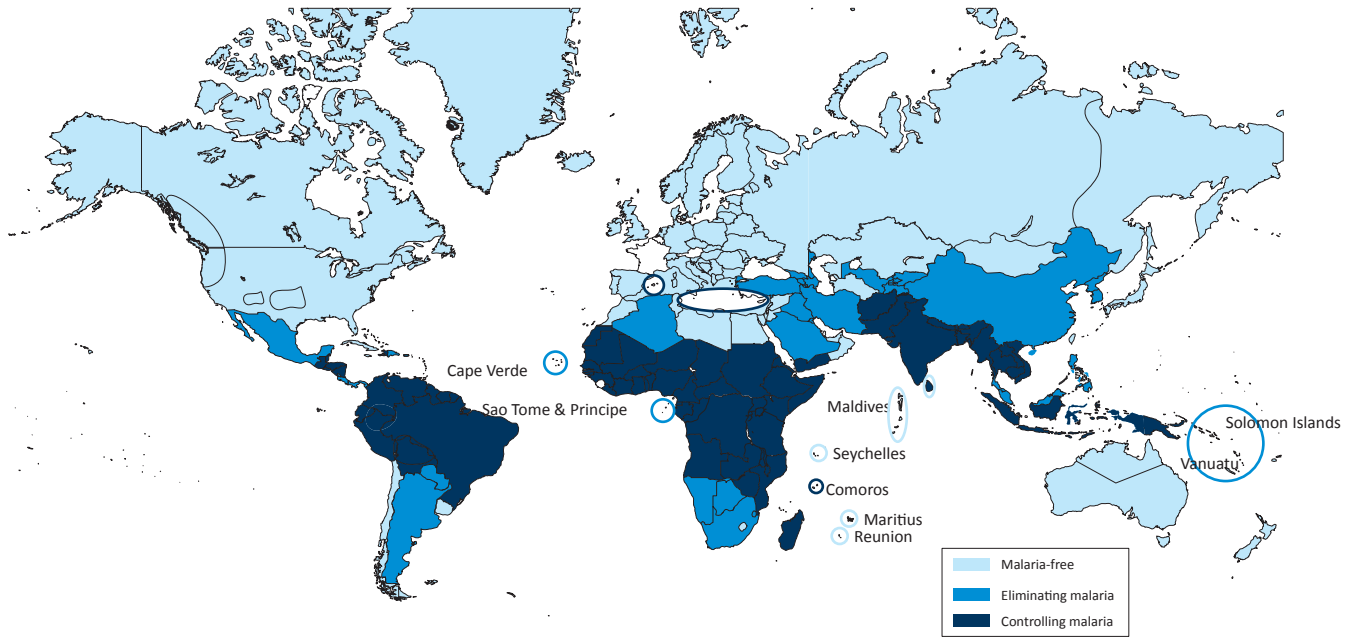 Cape Verde
Sao Tome & Principe
Maldives
Solomon Islands
Seychelles
Vanuatu
Comoros
Maritius
Reunion
Malaria-free
Eliminating malaria
Controlling malaria